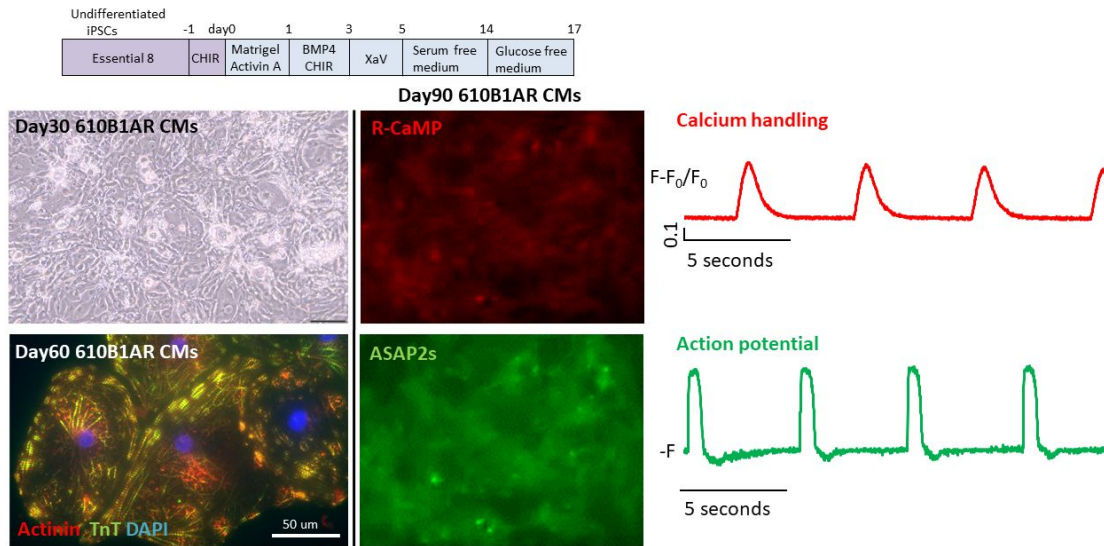 Undifferentiated
iPSCs
-1 day0 1 3 5 14 17
Essential 8
CHIR
Matrigel
Activin A
BMP4
CHIR
XaV
Serum free
medium
Glucose free
medium
Day90 610B1AR CMs
Day30 610B1AR CMs
R-CaMP
Calcium handling
F-F0/F0
0.1
5 seconds
Day60 610B1AR CMs
Actinin TnT DAPI
50 um
ASAP2s
Action potential
-F
5 seconds